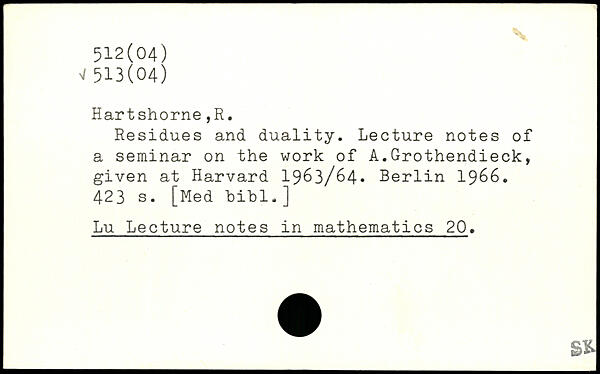 512(04)
√ 513(04)
Hartshorne,R.
Residues and duality. Lecture notes of
a seminar on the work of A.Grothendieck,
given at Harvard 1963/64. Berlin 1966.
423 s. [Med bibl.]
Lu Lecture notes in mathematics 20.
SK